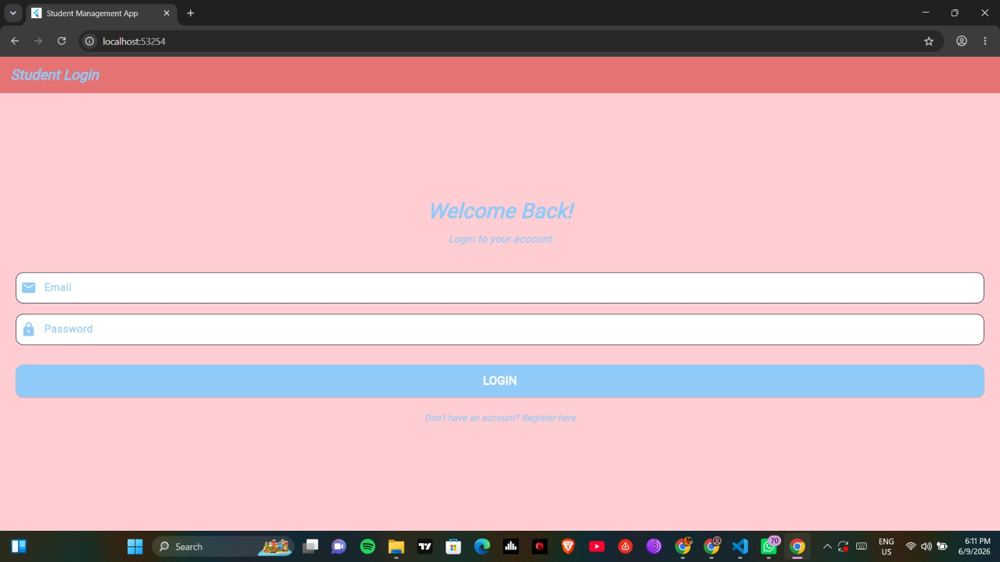 Student Management App
localhost:53254
Student Login
Welcome Back!
Login to your account
Email
Password
LOGIN
Don't have an account? Register here
Search
70
ENG
US
6:11 PM
6/9/2026